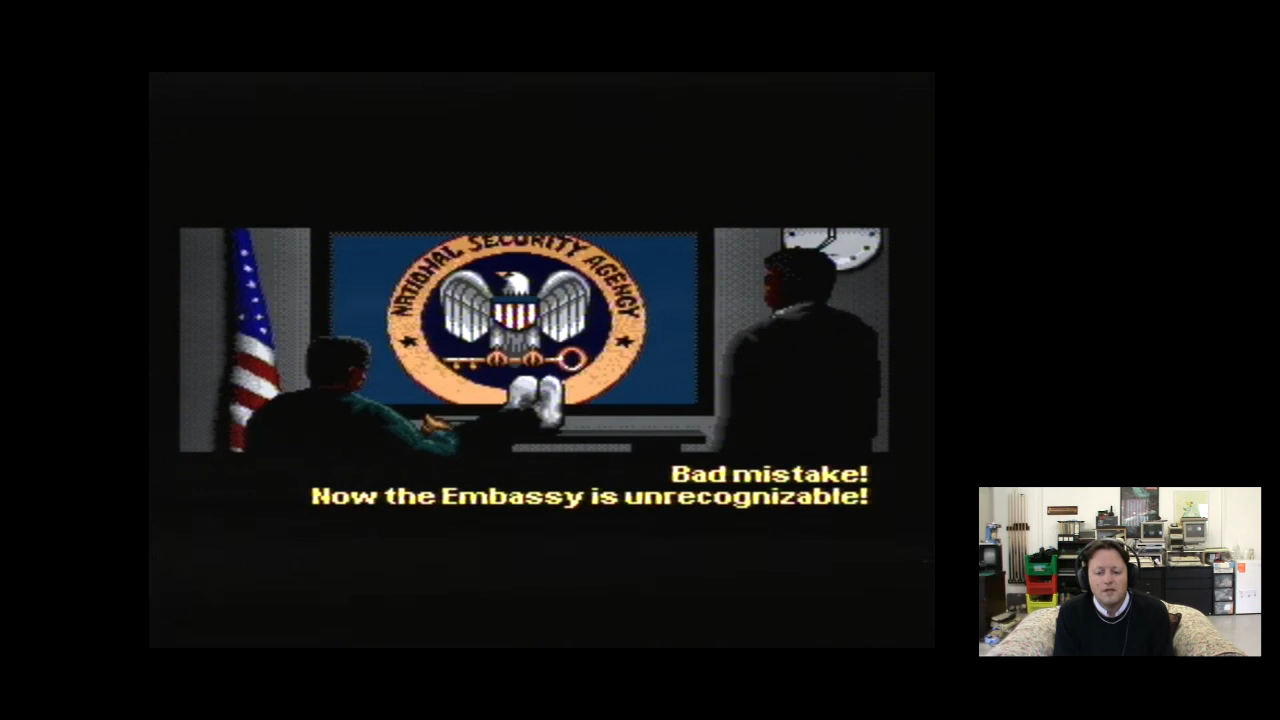 NATIONAL SECURITY AGENCY
Bad mistake!
Now the Embassy is unrecognizable!